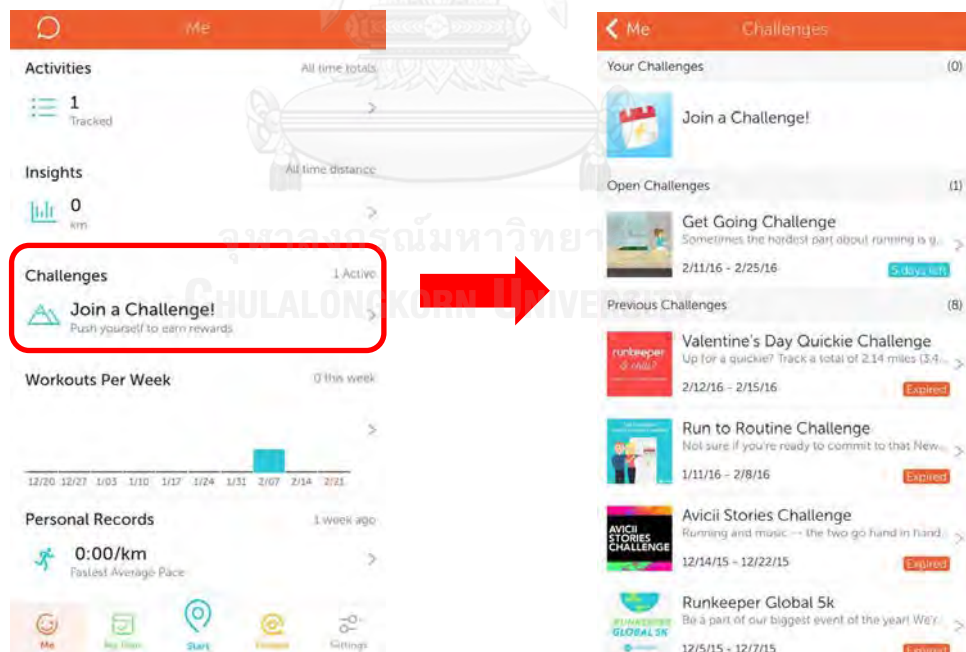 Me
Activities
All time totals
1
Tracked
Insights
All time distance
0
km
Challenges
1 Active
Join a Challenge!
Push yourself to earn rewards
Workouts Per Week
0 this week
12/20 12/27 1/03 1/10 1/17 1/24 1/31 2/07 2/14 2/21
Personal Records
1 week ago
0:00/km
Fastest Average Pace
Me
Start
Settings
Me
Challenges
Your Challenges
(0)
Join a Challenge!
Open Challenges
(1)
Get Going Challenge
Sometimes the hardest part about running is g...
2/11/16 - 2/25/16
5 days left
Previous Challenges
(8)
runkeeper
& chill?
Valentine's Day Quickie Challenge
Up for a quickie? Track a total of 2.14 miles (3.4...
2/12/16 - 2/15/16
Expired
Run to Routine Challenge
Not sure if you're ready to commit to that New...
1/11/16 - 2/8/16
Expired
AVICII
STORIES
CHALLENGE
Avicii Stories Challenge
Running and music -- the two go hand in hand.
12/14/15 - 12/22/15
Expired
RUNKEEPER
GLOBAL 5K
Runkeeper Global 5k
Be a part of our biggest event of the year! We'r...
12/5/15 - 12/7/15
Expired
จุฬาลงกรณ์มหาวิทยา
CHULALONGKORN UNIVERSITY